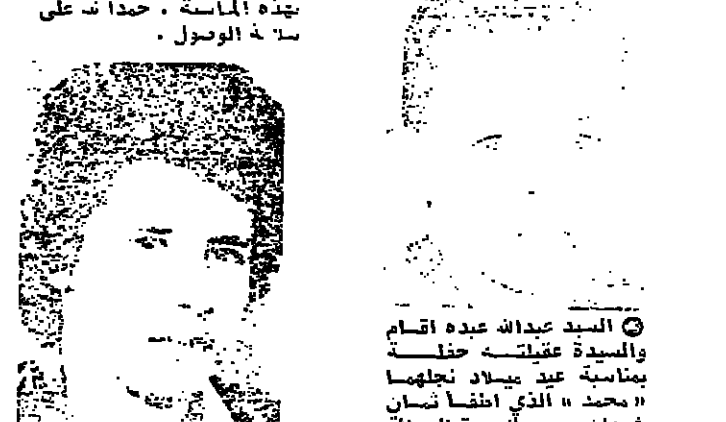 بهذه المناسبة . حمدا لله على
سلامة الوصول .
السيد عبدالله عبده اقام
والسيدة عقيلته حفلة
بمناسبة عيد ميلاد نجلهما
« محمد » الذي اطفأ ثمان